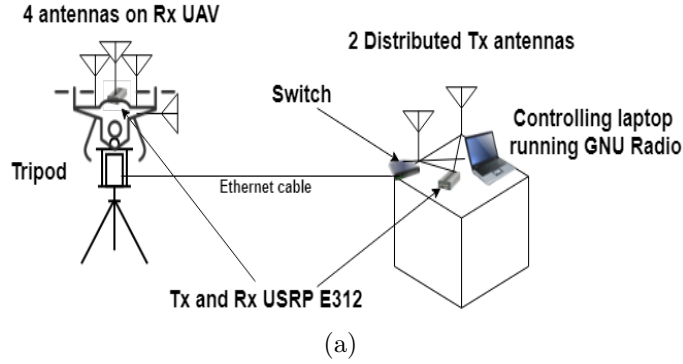 4 antennas on Rx UAV
2 Distributed Tx antennas
Switch
Controlling laptop
running GNU Radio
Tripod
Ethernet cable
Tx and Rx USRP E312
(a)